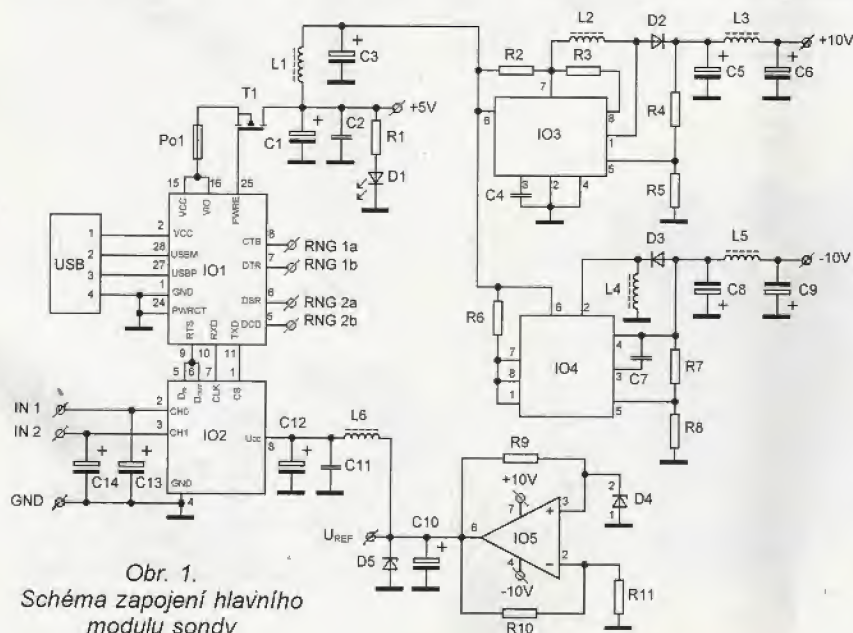 L1
+
C3
R2
7
L2
R3
D2
L3
+10V
+
C5
+
C6
6
IO3
8
1
5
R4
R5
C4
3
2
4
T1
Po1
15
16
25
C1
+
C2
R1
D1
+5V
VCC
VIO
PWRE
USB
1
2
3
4
2
28
27
1
24
VCC
USBM
USBP
GND
PWRCT
IO1
CTB
DTR
DSR
DCD
8
7
6
5
RNG 1a
RNG 1b
RNG 2a
RNG 2b
RTS
RXD
TXD
9
10
11
5
6
7
1
CLK
CS
IN 1
IN 2
GND
2
3
CH0
CH1
IO2
Ucc
8
GND
4
+
C14
+
C13
C12
+
C11
L6
R6
6
2
7
8
1
IO4
4
3
5
L4
D3
L5
-10V
C8
+
C9
+
C7
R7
R8
UREF
D5
C10
+
6
R9
+10V
7
+
3
IO5
4
-10V
−
2
R10
2
1
D4
R11
Obr. 1.
Schéma zapojení hlavního
modulu sondy